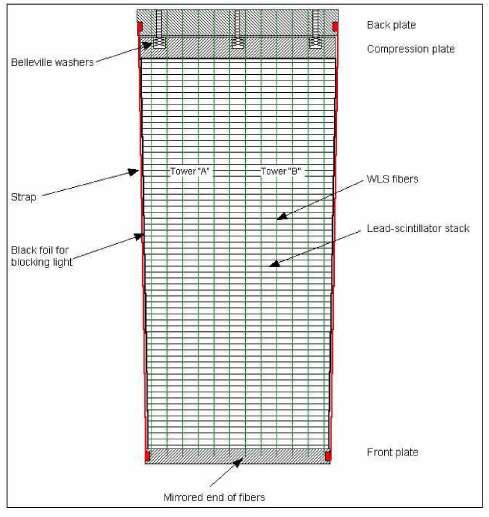 Back plate
Compression plate
Belleville washers
Tower "A"
Tower "B"
WLS fibers
Strap
Lead-scintillator stack
Black foil for
blocking light
Front plate
Mirrored end of fibers